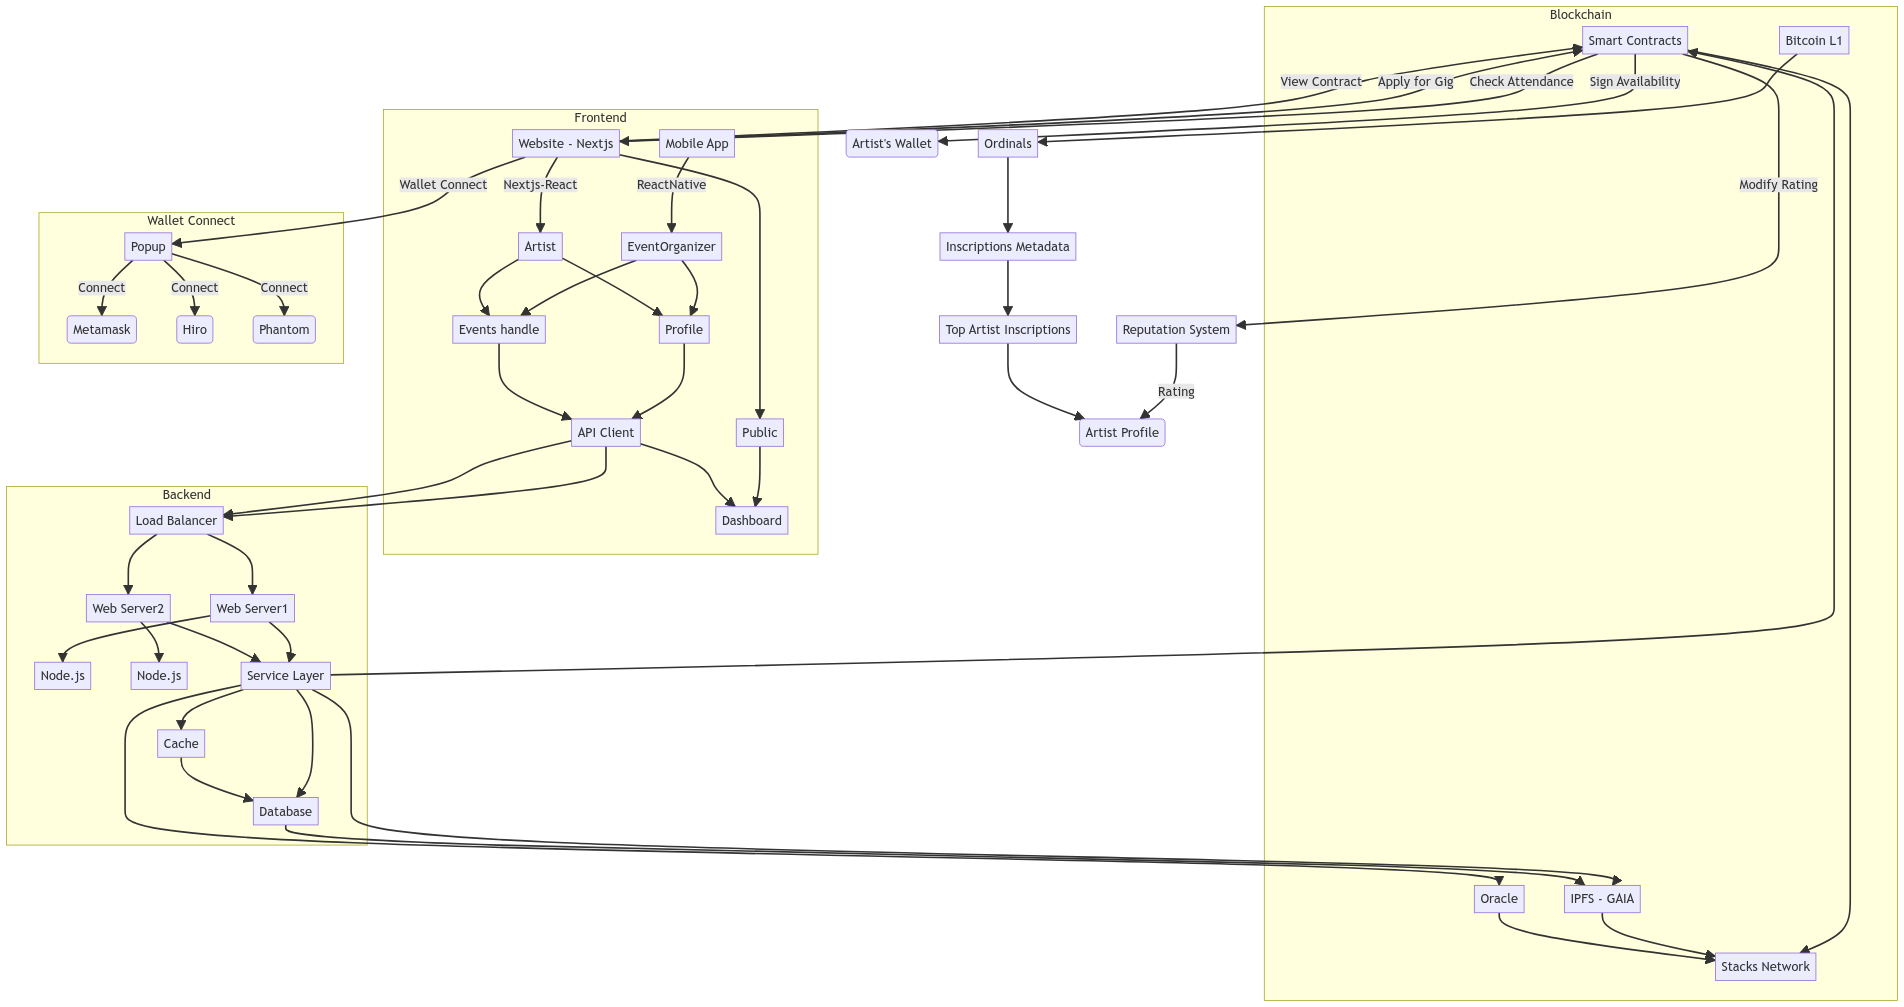 Blockchain
Smart Contracts
Bitcoin L1
View Contract
Apply for Gig
Check Attendance
Sign Availability
Frontend
Website - Nextjs
Mobile App
Artist's Wallet
Ordinals
Wallet Connect
Nextjs-React
ReactNative
Modify Rating
Wallet Connect
Popup
Artist
EventOrganizer
Inscriptions Metadata
Connect
Connect
Connect
Metamask
Hiro
Phantom
Events handle
Profile
Top Artist Inscriptions
Reputation System
Rating
API Client
Public
Artist Profile
Backend
Load Balancer
Dashboard
Web Server2
Web Server1
Node.js
Node.js
Service Layer
Cache
Database
Oracle
IPFS - GAIA
Stacks Network